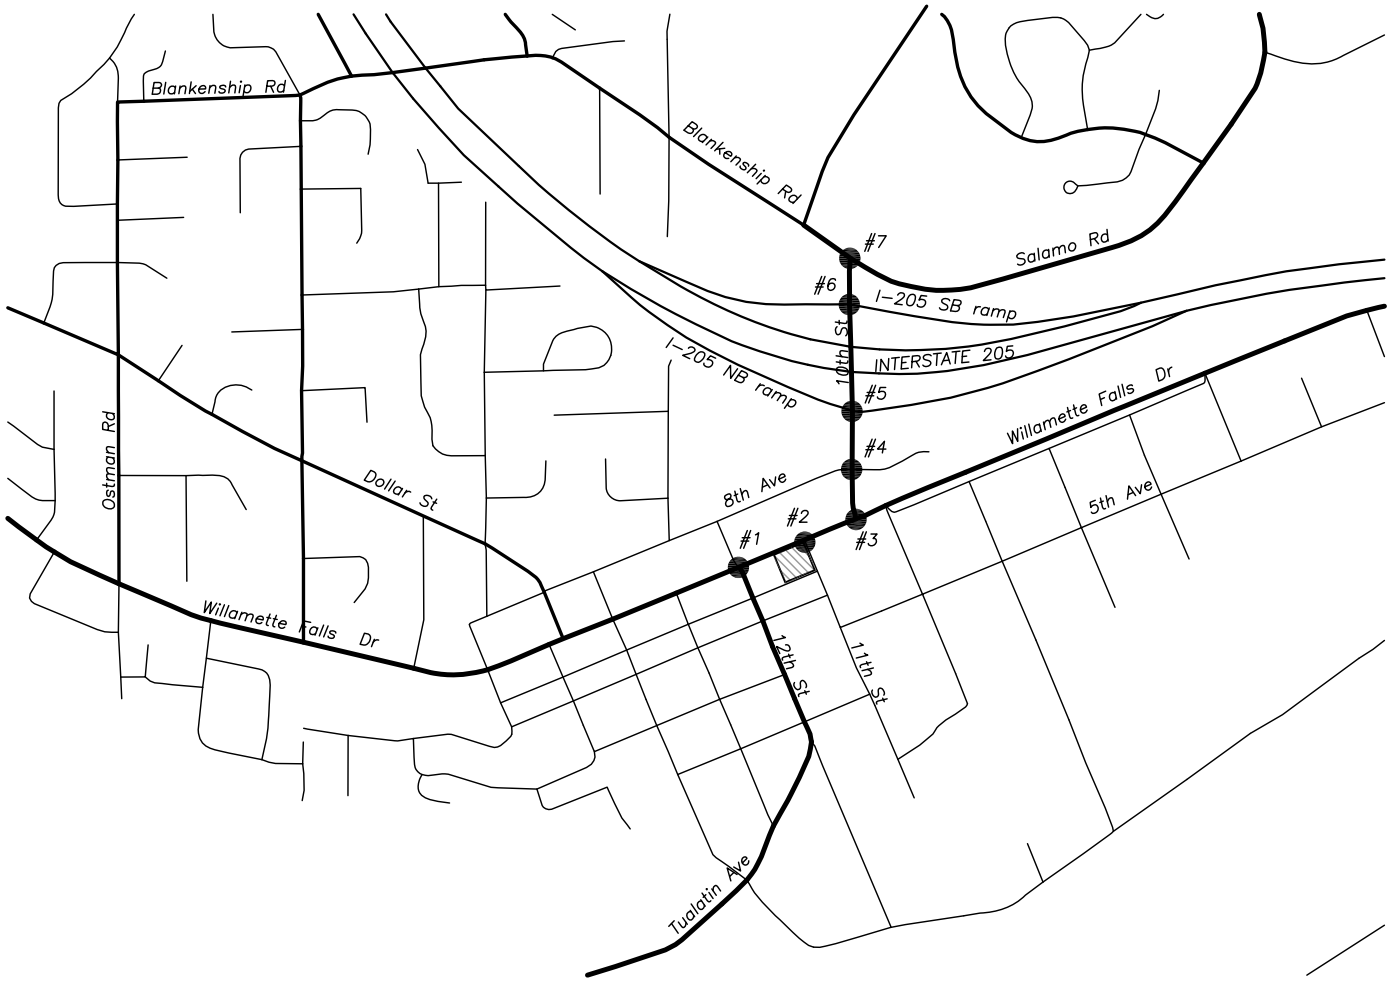 Blankenship Rd
Blankenship Rd
#7
Salamo Rd
#6
I-205 SB ramp
10th St
INTERSTATE 205
I-205 NB ramp
#5
Willamette Falls Dr
Ostman Rd
#4
Dollar St
8th Ave
5th Ave
#2
#1
#3
Willamette Falls Dr
12th St
11th St
Tualatin Ave